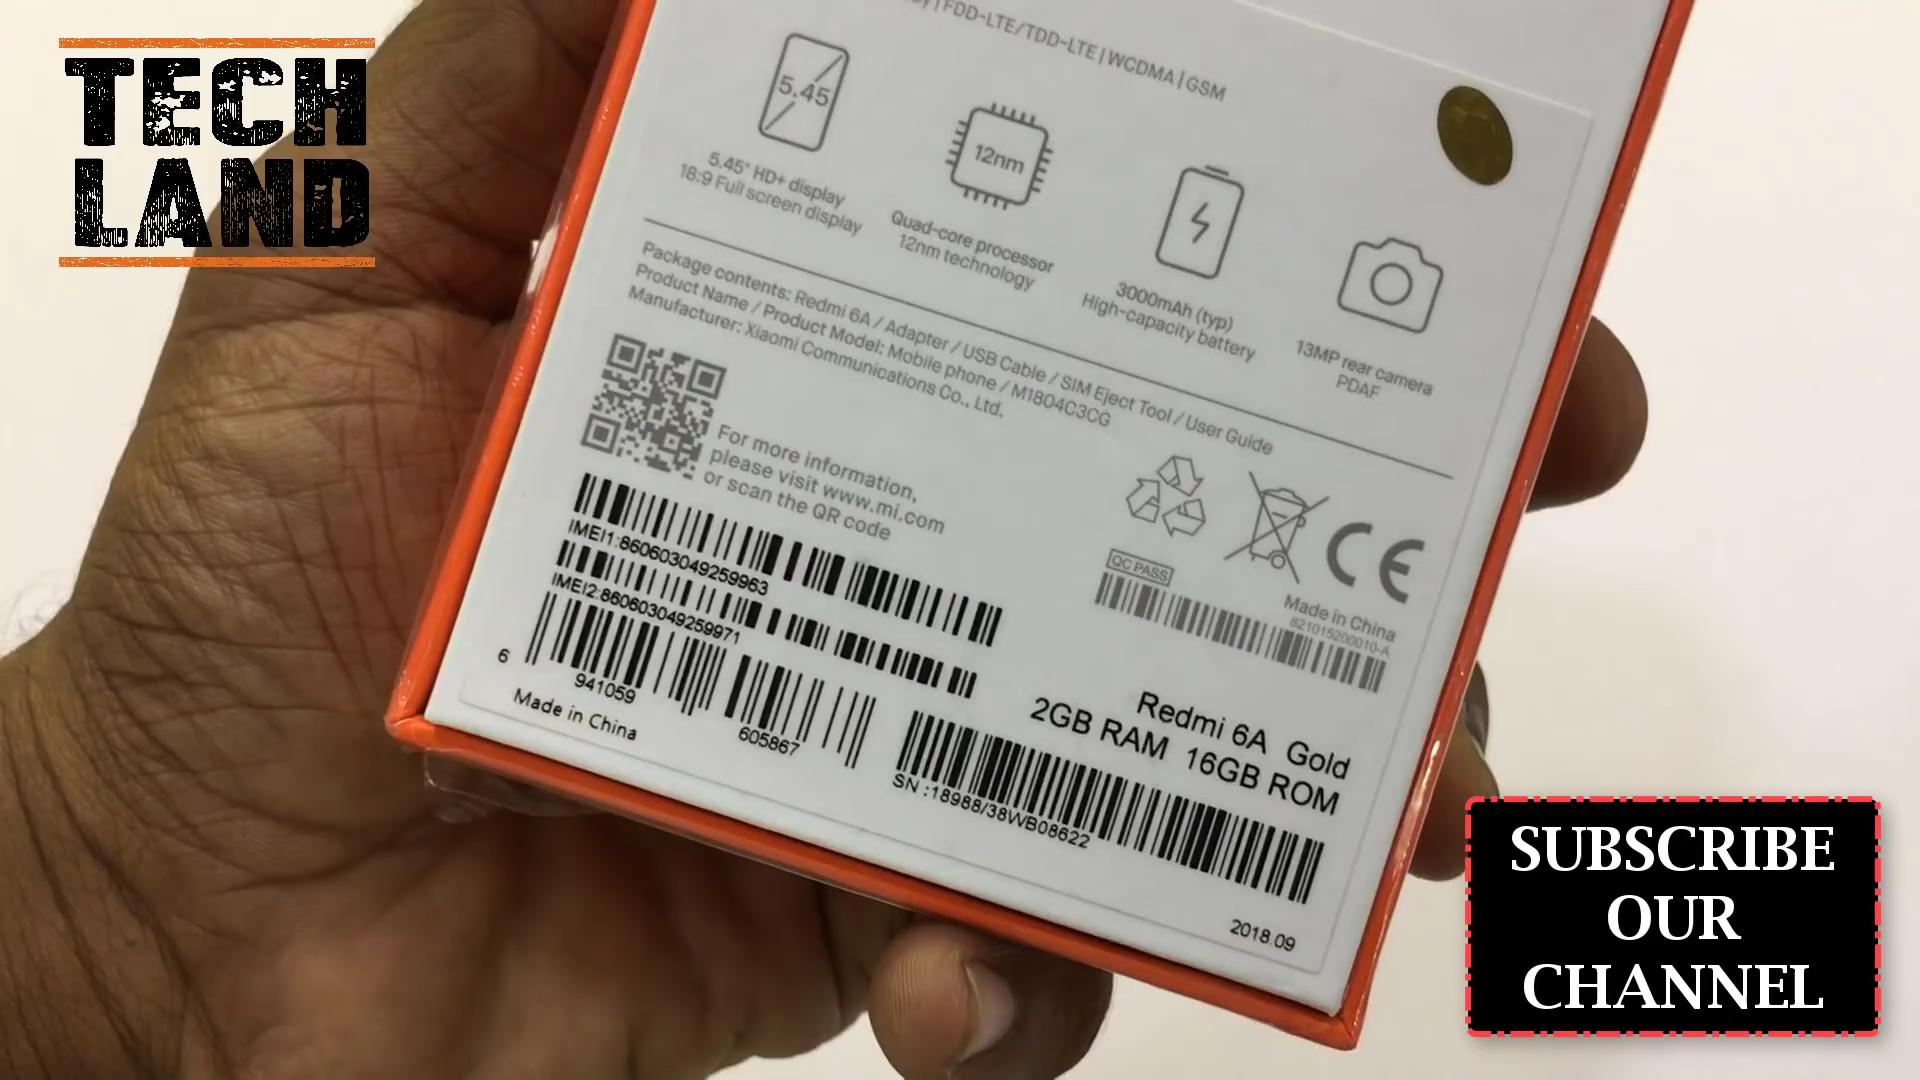 TECH
LAND
FDD-LTE/TDD-LTE | WCDMA | GSM
5.45
5.45" HD+ display
18:9 Full screen display
12nm
Quad-core processor
12nm technology
3000mAh (typ)
High-capacity battery
13MP rear camera
PDAF
Package contents: Redmi 6A / Adapter / USB Cable / SIM Eject Tool / User Guide
Product Name / Product Model: Mobile phone / M1804C3CG
Manufacturer: Xiaomi Communications Co., Ltd.
For more information,
please visit www.mi.com
or scan the QR code
IMEI1:860603049259963
IMEI2:860603049259971
6 941059 605867
Made in China
CE
QC PASS
Made in China
821015200010-A
Redmi 6A Gold
2GB RAM 16GB ROM
SN :18988/38WB08622
2018.09
SUBSCRIBE
OUR
CHANNEL